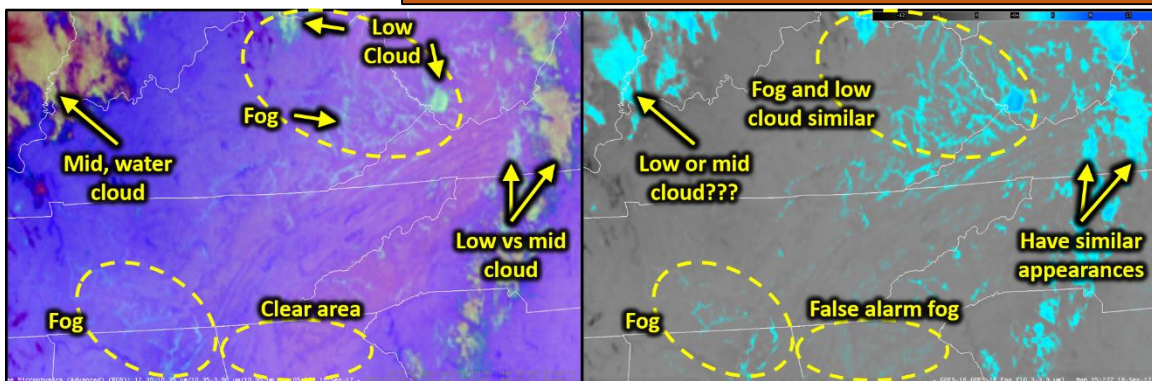 Low
Cloud
Fog
Mid, water
cloud
Low vs mid
cloud
Fog
Clear area
Fog and low
cloud similar
Low or mid
cloud???
Have similar
appearances
Fog
False alarm fog